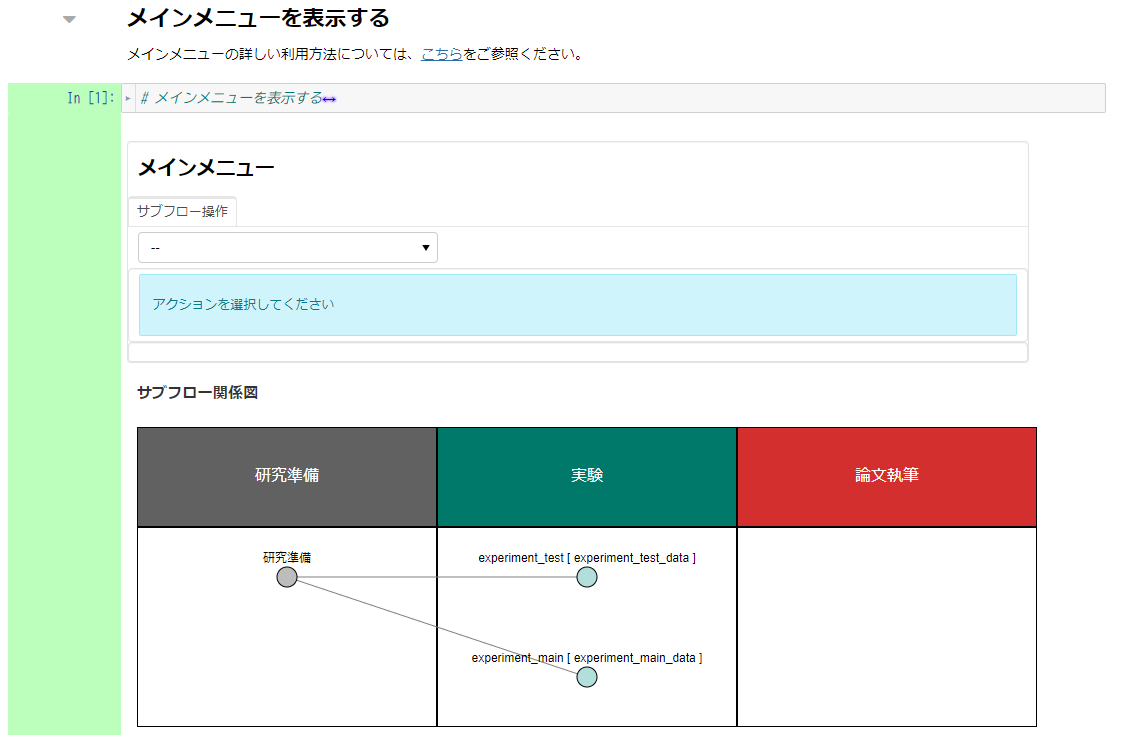 メインメニューを表示する
メインメニューの詳しい利用方法については、こちらをご参照ください。
In [1]: # メインメニューを表示する
メインメニュー
サブフロー操作
--
アクションを選択してください
サブフロー関係図
研究準備 実験 論文執筆
研究準備 experiment_test [ experiment_test_data ]
experiment_main [ experiment_main_data ]